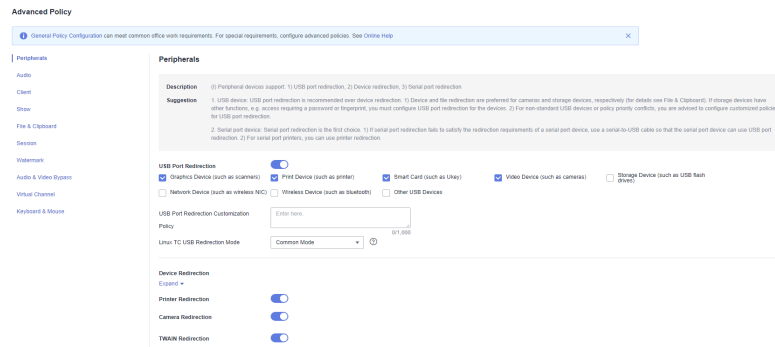 Advanced Policy
General Policy Configuration can meet common office work requirements. For special requirements, configure advanced policies. See Online Help
Peripherals
Audio
Client
Show
File & Clipboard
Session
Watermark
Audio & Video Bypass
Virtual Channel
Keyboard & Mouse
Peripherals
Description (I) Peripheral devices support: 1) USB port redirection, 2) Device redirection, 3) Serial port redirection
Suggestion 1. USB device: USB port redirection is recommended over device redirection. 1) Device and file redirection are preferred for cameras and storage devices, respectively (for details see File & Clipboard). If storage devices have
other functions, e.g. access requiring a password or fingerprint, you must configure USB port redirection for the devices. 2) For non-standard USB devices or policy priority conflicts, you are advised to configure customized policie
for USB port redirection.
2. Serial port device: Serial port redirection is the first choice. 1) If serial port redirection fails to satisfy the redirection requirements of a serial port device, use a serial-to-USB cable so that the serial port device can use USB port
redirection. 2) For serial port printers, you can use printer redirection.
USB Port Redirection
Graphics Device (such as scanners) Print Device (such as printer) Smart Card (such as Ukey) Video Device (such as cameras) Storage Device (such as USB flash
drives)
Network Device (such as wireless NIC) Wireless Device (such as bluetooth) Other USB Devices
USB Port Redirection Customization
Policy
Enter here.
0/1,000
Linux TC USB Redirection Mode Common Mode
Device Redirection
Expand
Printer Redirection
Camera Redirection
TWAIN Redirection